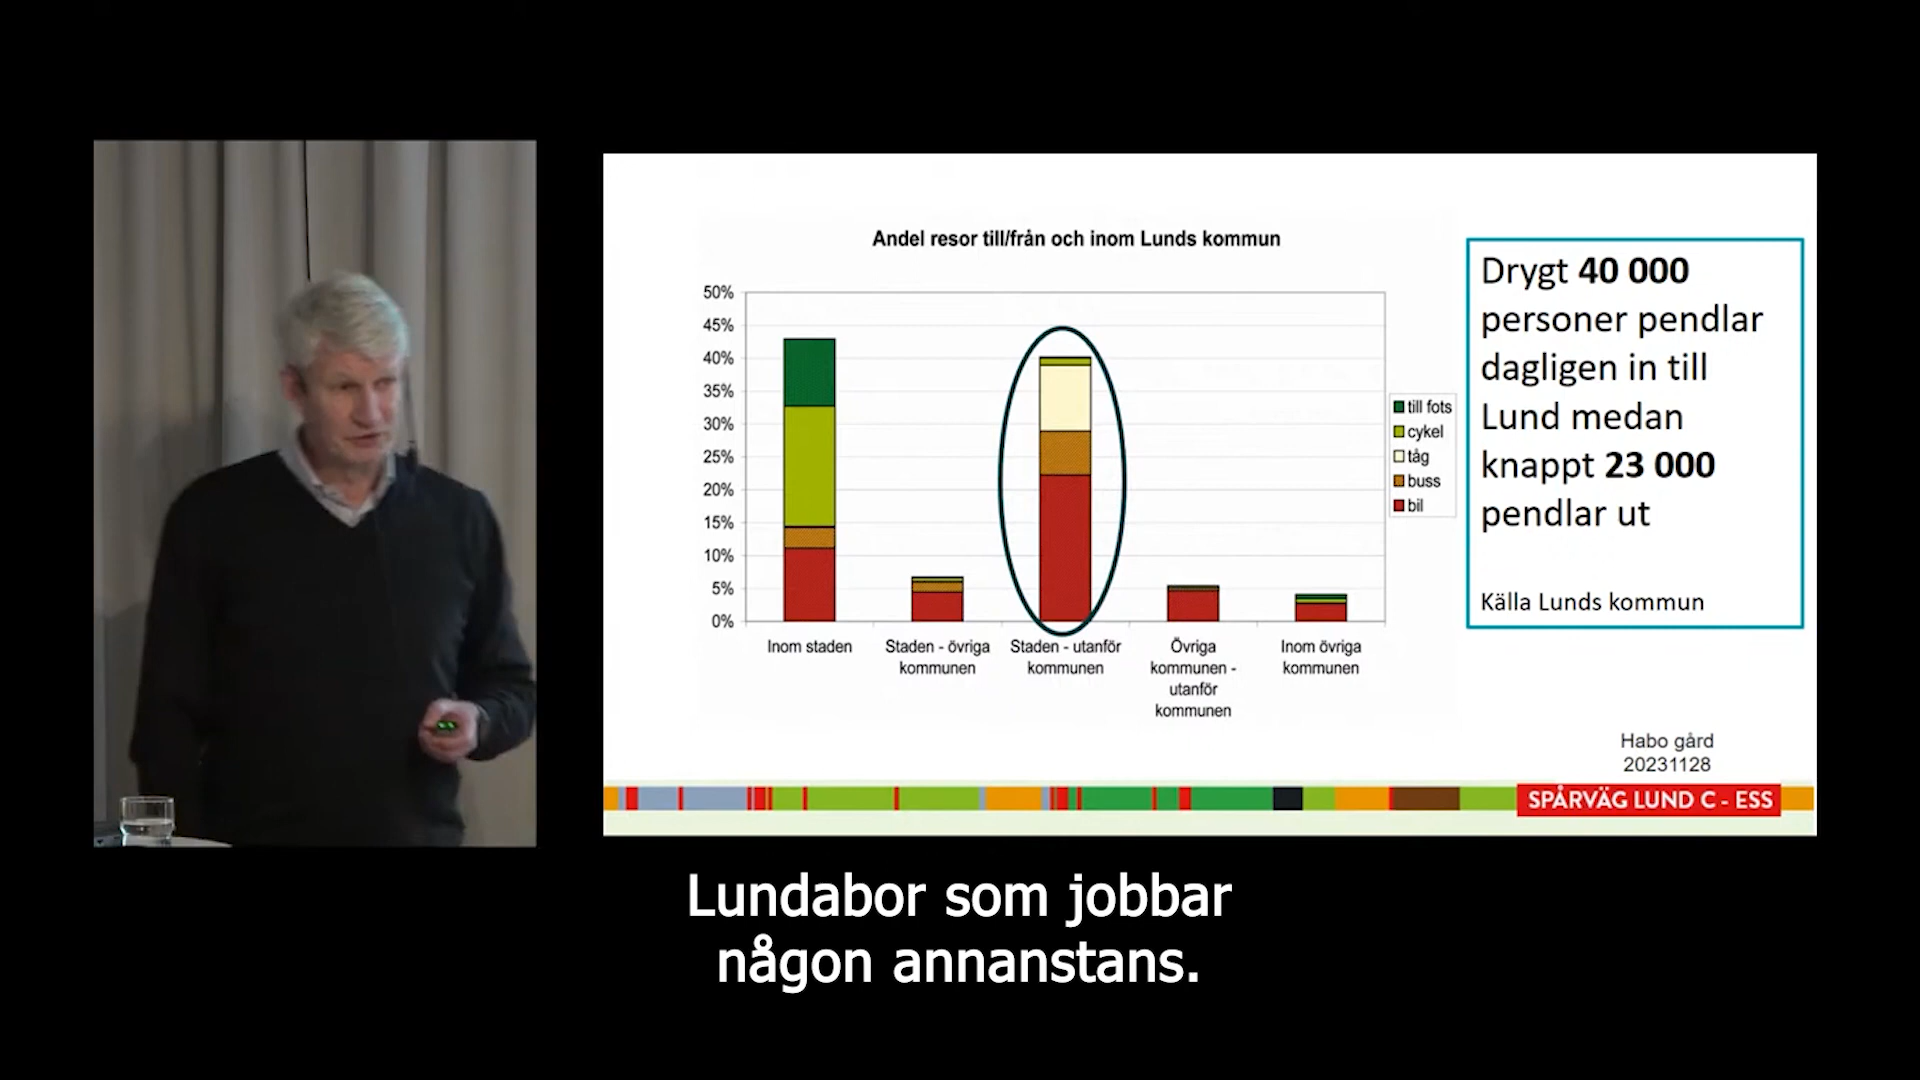 Andel resor till/från och inom Lunds kommun
50%
45%
40%
35%
30%
25%
20%
15%
10%
5%
0%
Inom staden
Staden - övriga
kommunen
Staden - utanför
kommunen
Övriga
kommunen -
utanför
kommunen
Inom övriga
kommunen
till fots
cykel
tåg
buss
bil
Drygt 40 000
personer pendlar
dagligen in till
Lund medan
knappt 23 000
pendlar ut
Källa Lunds kommun
Habo gård
20231128
SPÅRVÄG LUND C - ESS
Lundabor som jobbar
någon annanstans.